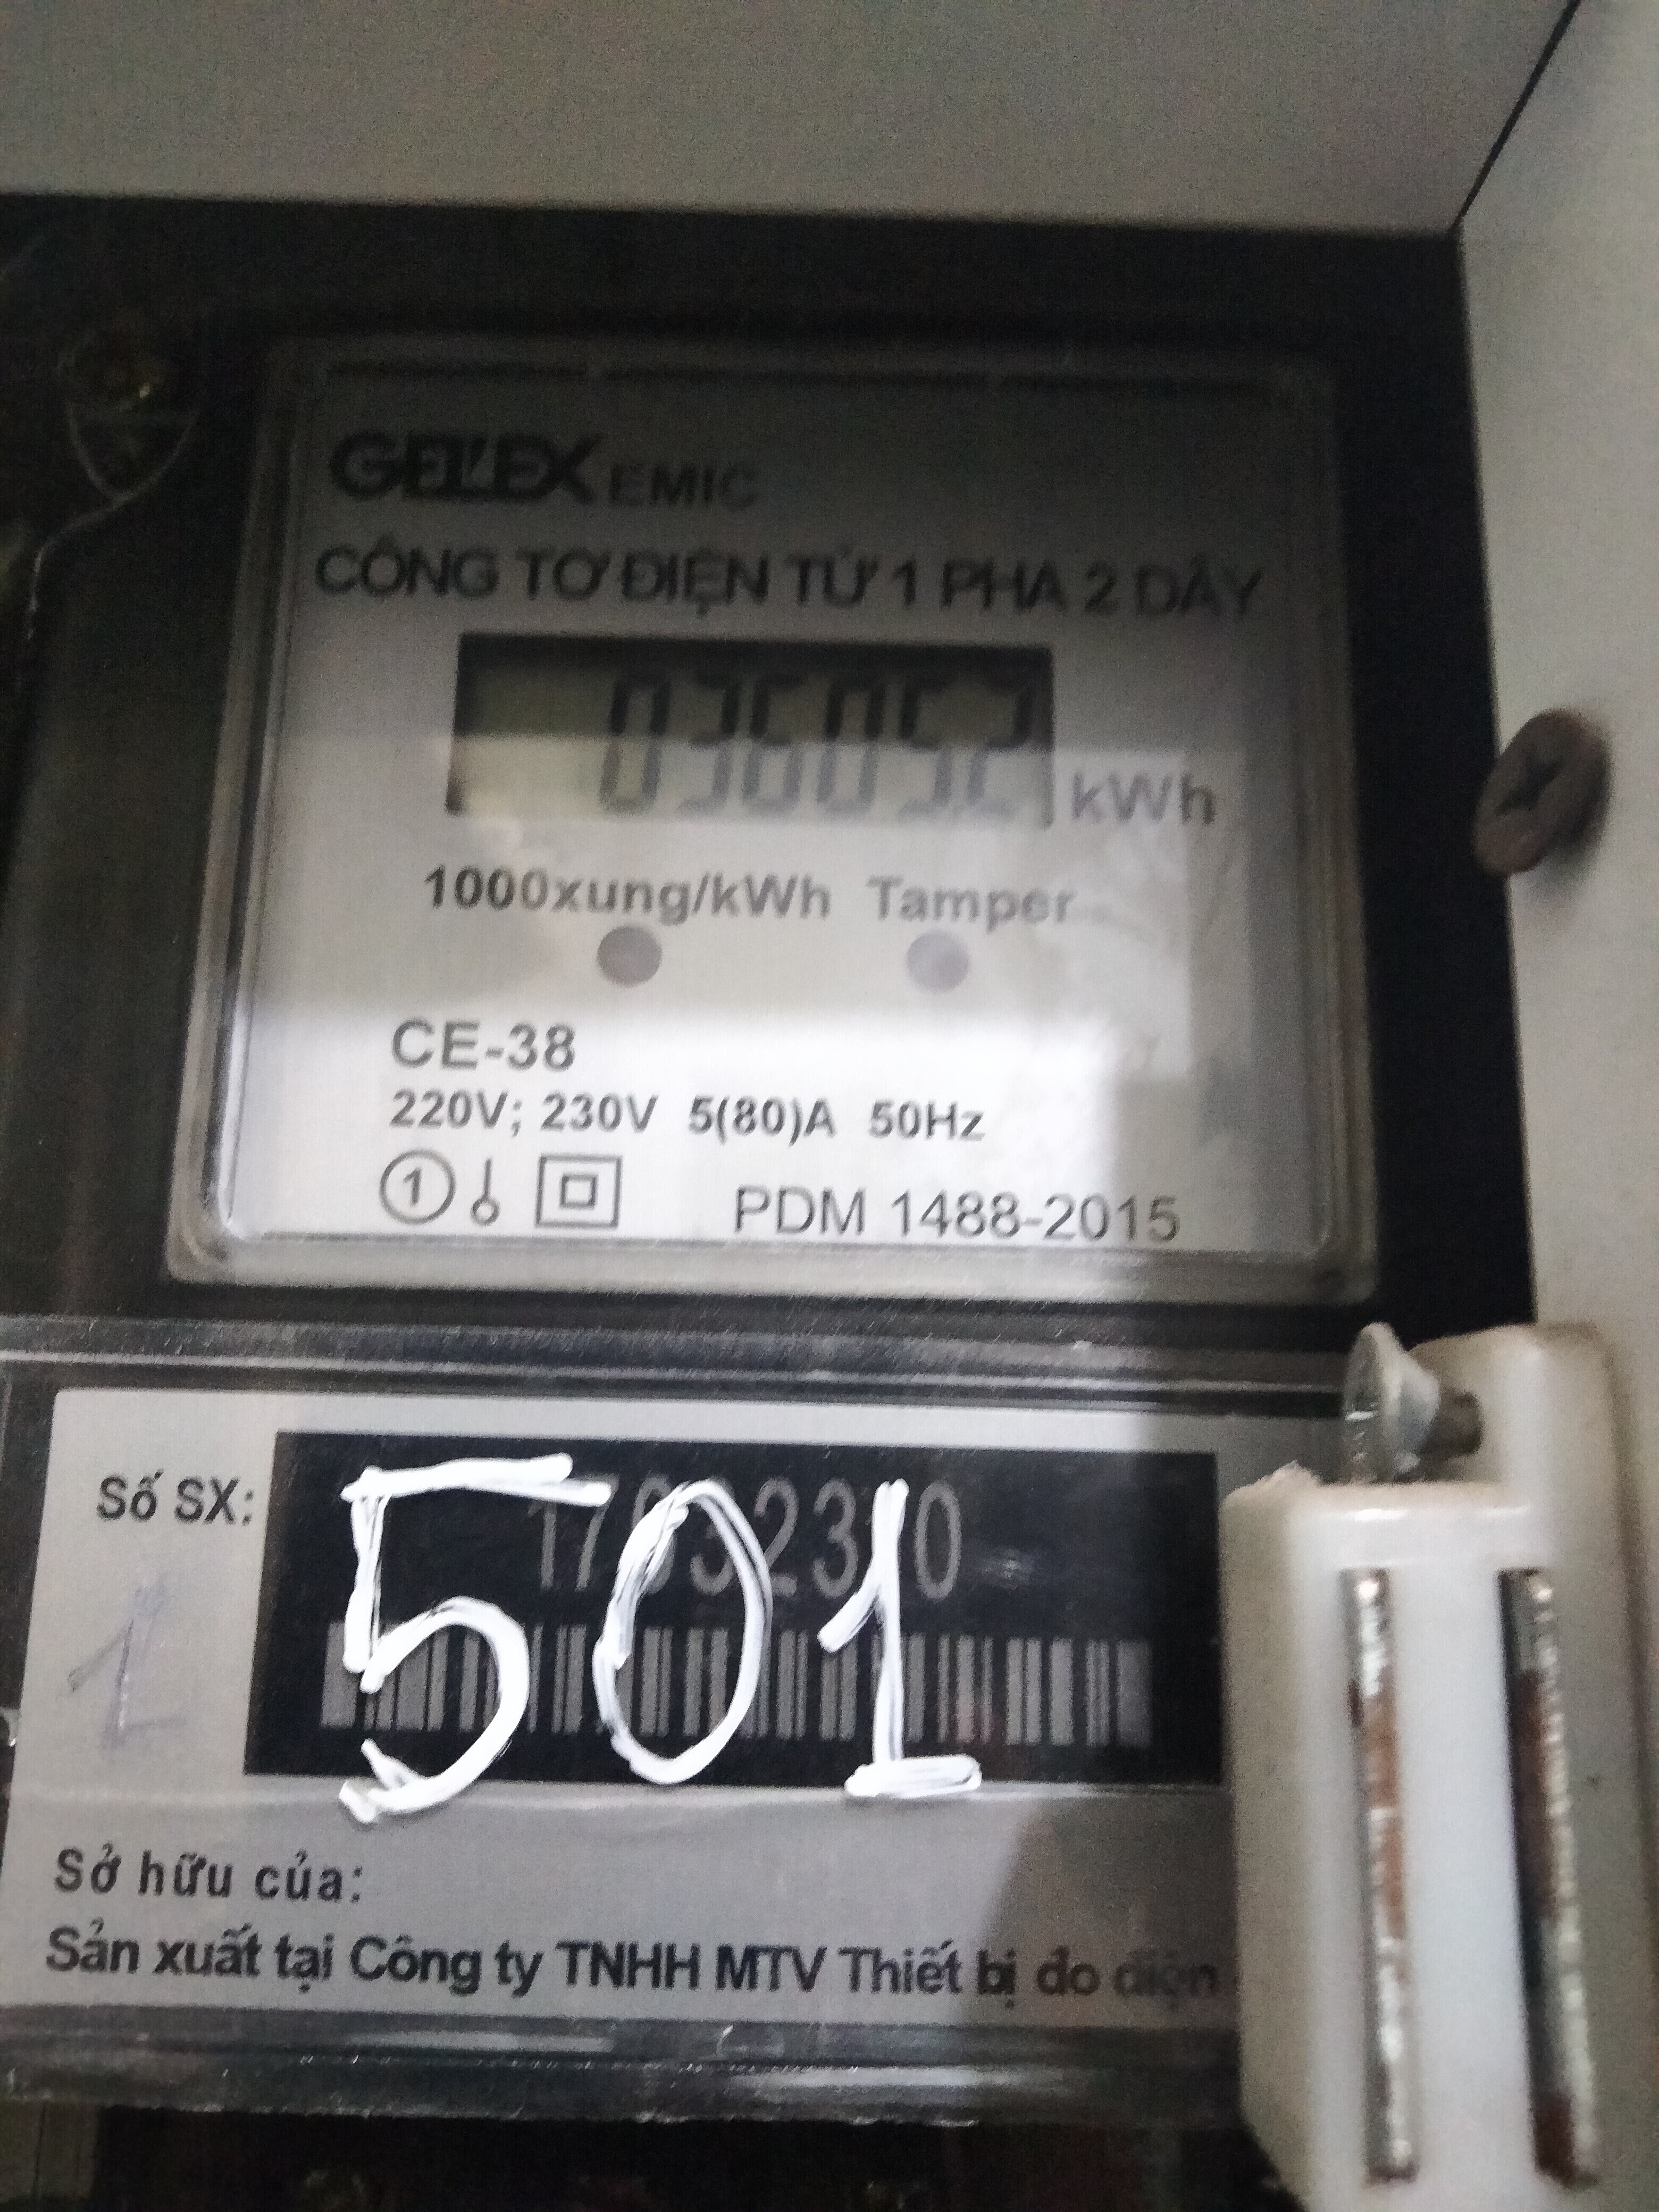 GELEX EMIC
CÔNG TƠ ĐIỆN TỬ 1 PHA 2 DÂY
036052 kWh
1000xung/kWh Tamper
CE-38
220V; 230V 5(80)A 50Hz
1 PDM 1488-2015
Số SX:
501
1
Sở hữu của:
Sản xuất tại Công ty TNHH MTV Thiết bị đo điện